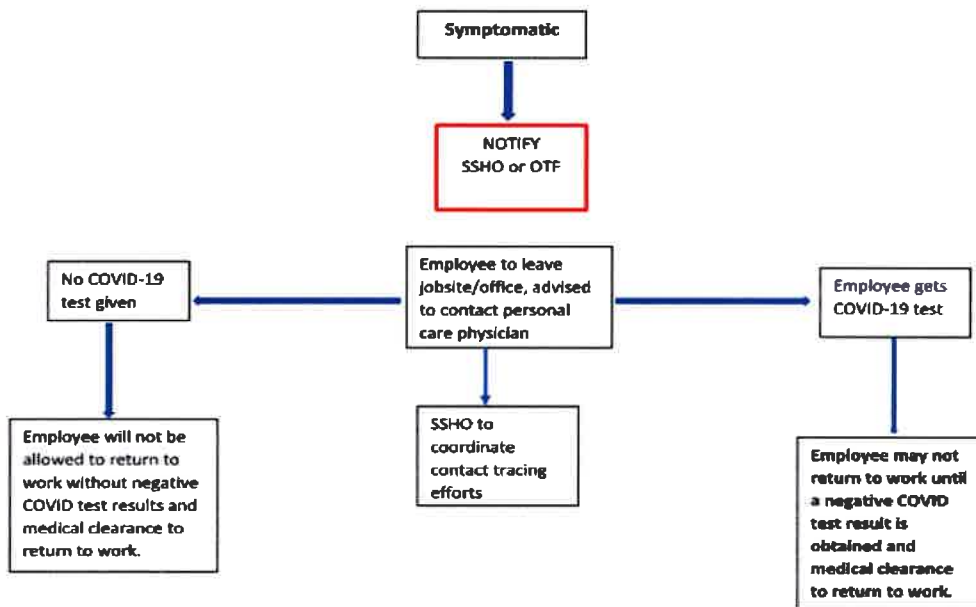 Symptomatic
NOTIFY
SSHO or OTF
No COVID-19
test given
Employee to leave
jobsite/office, advised
to contact personal
care physician
Employee gets
COVID-19 test
Employee will not be
allowed to return to
work without negative
COVID test results and
medical clearance to
return to work.
SSHO to
coordinate
contact tracing
efforts
Employee may not
return to work until
a negative COVID
test result is
obtained and
medical clearance
to return to work.